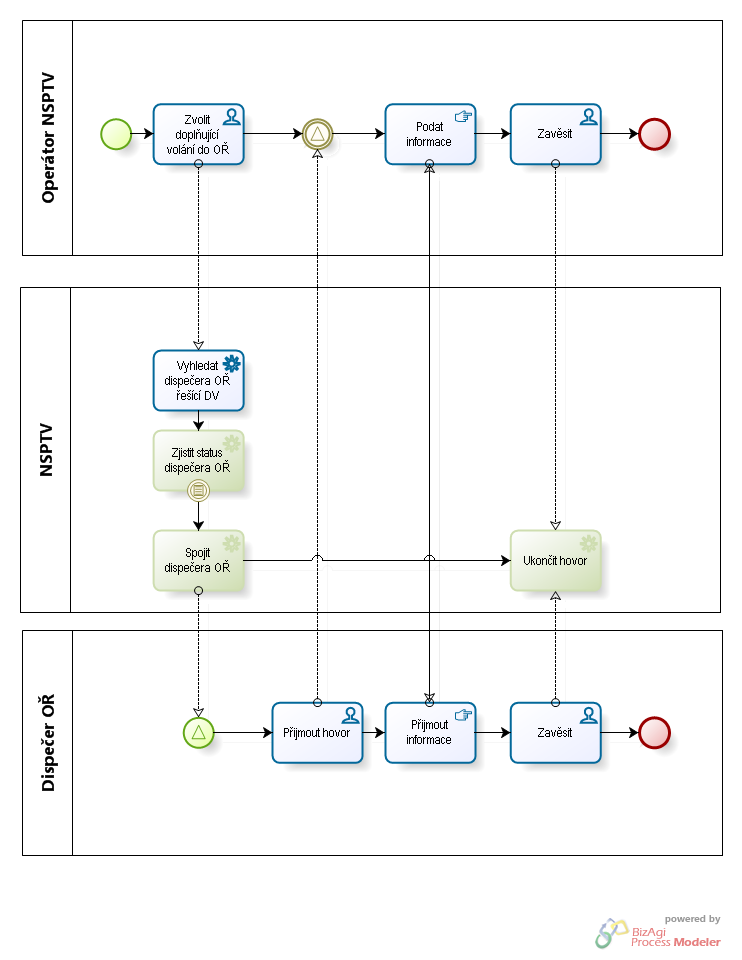 Operátor NSPTV
Zvolit
doplňující
volání do OŘ
Podat
informace
Zavěsit
NSPTV
Vyhledat
dispečera OŘ
řešící DV
Zjistit status
dispečera OŘ
Spojit
dispečera OŘ
Ukončit hovor
Dispečer OŘ
Přijmout hovor
Přijmout
informace
Zavěsit
powered by
BizAgi
Process Modeler